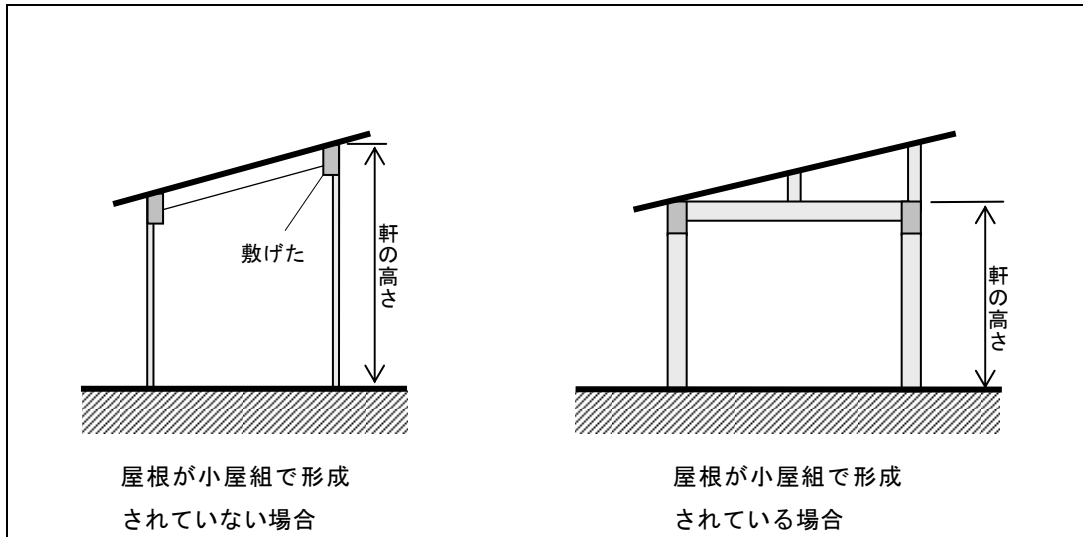 敷げた
軒の高さ
軒の高さ
屋根が小屋組で形成
されていない場合
屋根が小屋組で形成
されている場合